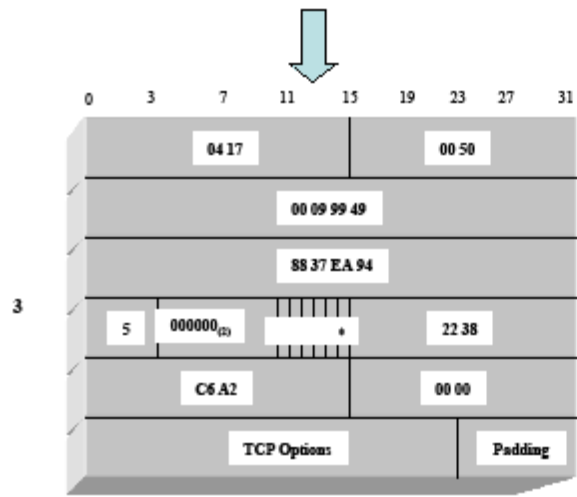 0 3 7 11 15 19 23 27 31
04 17 00 50
00 09 99 49
88 37 EA 94
3
5 000000(2) * 22 38
C6 A2 00 00
TCP Options Padding